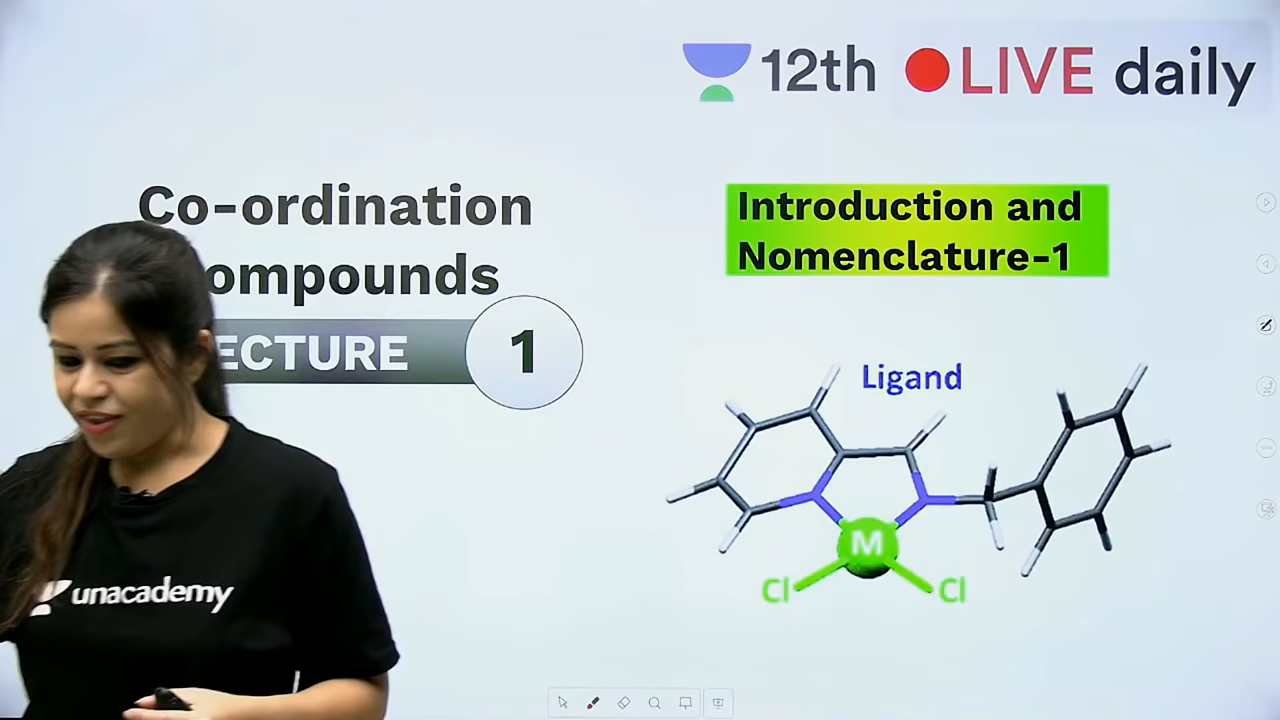 12th LIVE daily
Co-ordination
ompounds
ECTURE 1
Introduction and
Nomenclature-1
Ligand
M
Cl
Cl
unacademy